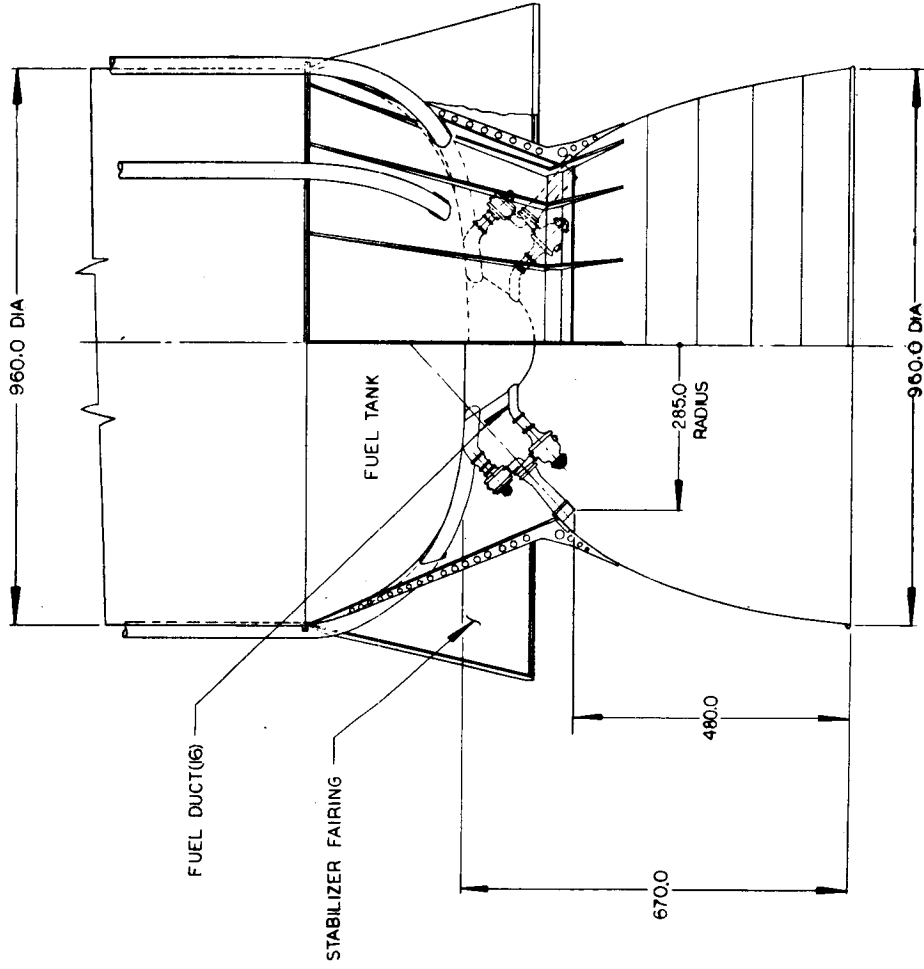 960.0 DIA
FUEL TANK
FUEL DUCT(16)
STABILIZER FAIRING
285.0
RADIUS
480.0
670.0
960.0 DIA